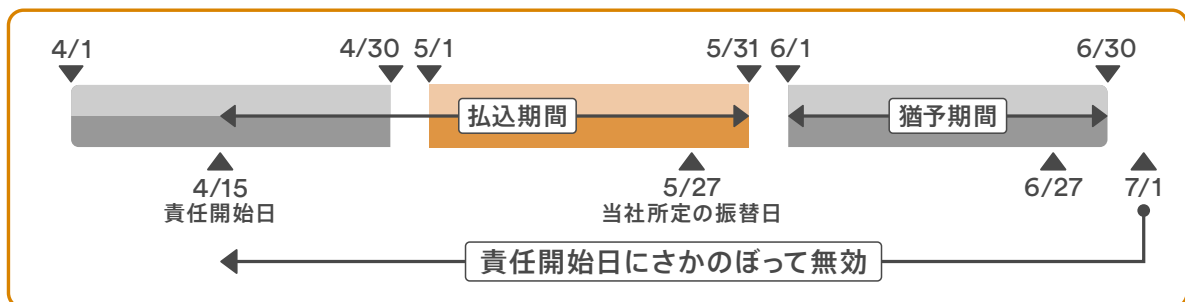 4/1 4/30 5/1 5/31 6/1 6/30
払込期間 猶予期間
4/15 5/27 6/27 7/1
責任開始日 当社所定の振替日
責任開始日にさかのぼって無効